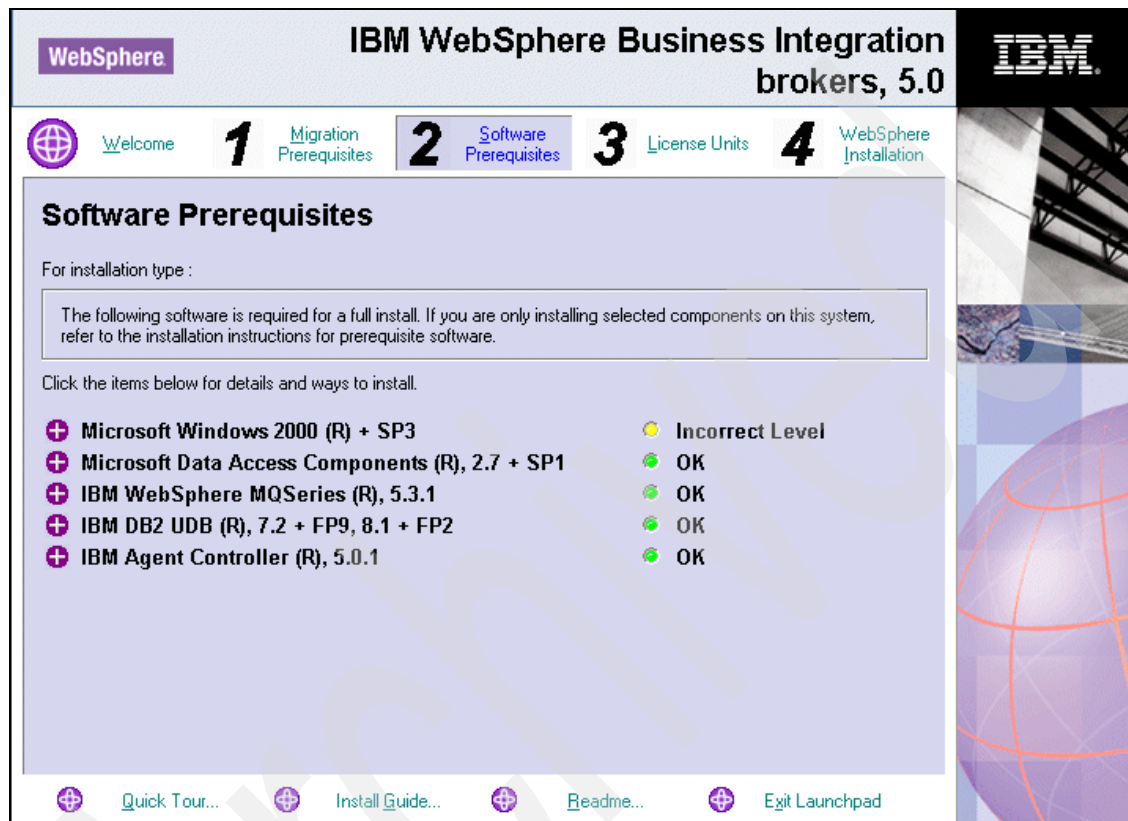 WebSphere.
IBM WebSphere Business Integration
brokers, 5.0
IBM.
Welcome
1
Migration
Prerequisites
2
Software
Prerequisites
3
License Units
4
WebSphere
Installation
Software Prerequisites
For installation type :
The following software is required for a full install. If you are only installing selected components on this system,
refer to the installation instructions for prerequisite software.
Click the items below for details and ways to install.
Microsoft Windows 2000 (R) + SP3 Incorrect Level
Microsoft Data Access Components (R), 2.7 + SP1 OK
IBM WebSphere MQSeries (R), 5.3.1 OK
IBM DB2 UDB (R), 7.2 + FP9, 8.1 + FP2 OK
IBM Agent Controller (R), 5.0.1 OK
Quick Tour... Install Guide... Readme... Exit Launchpad